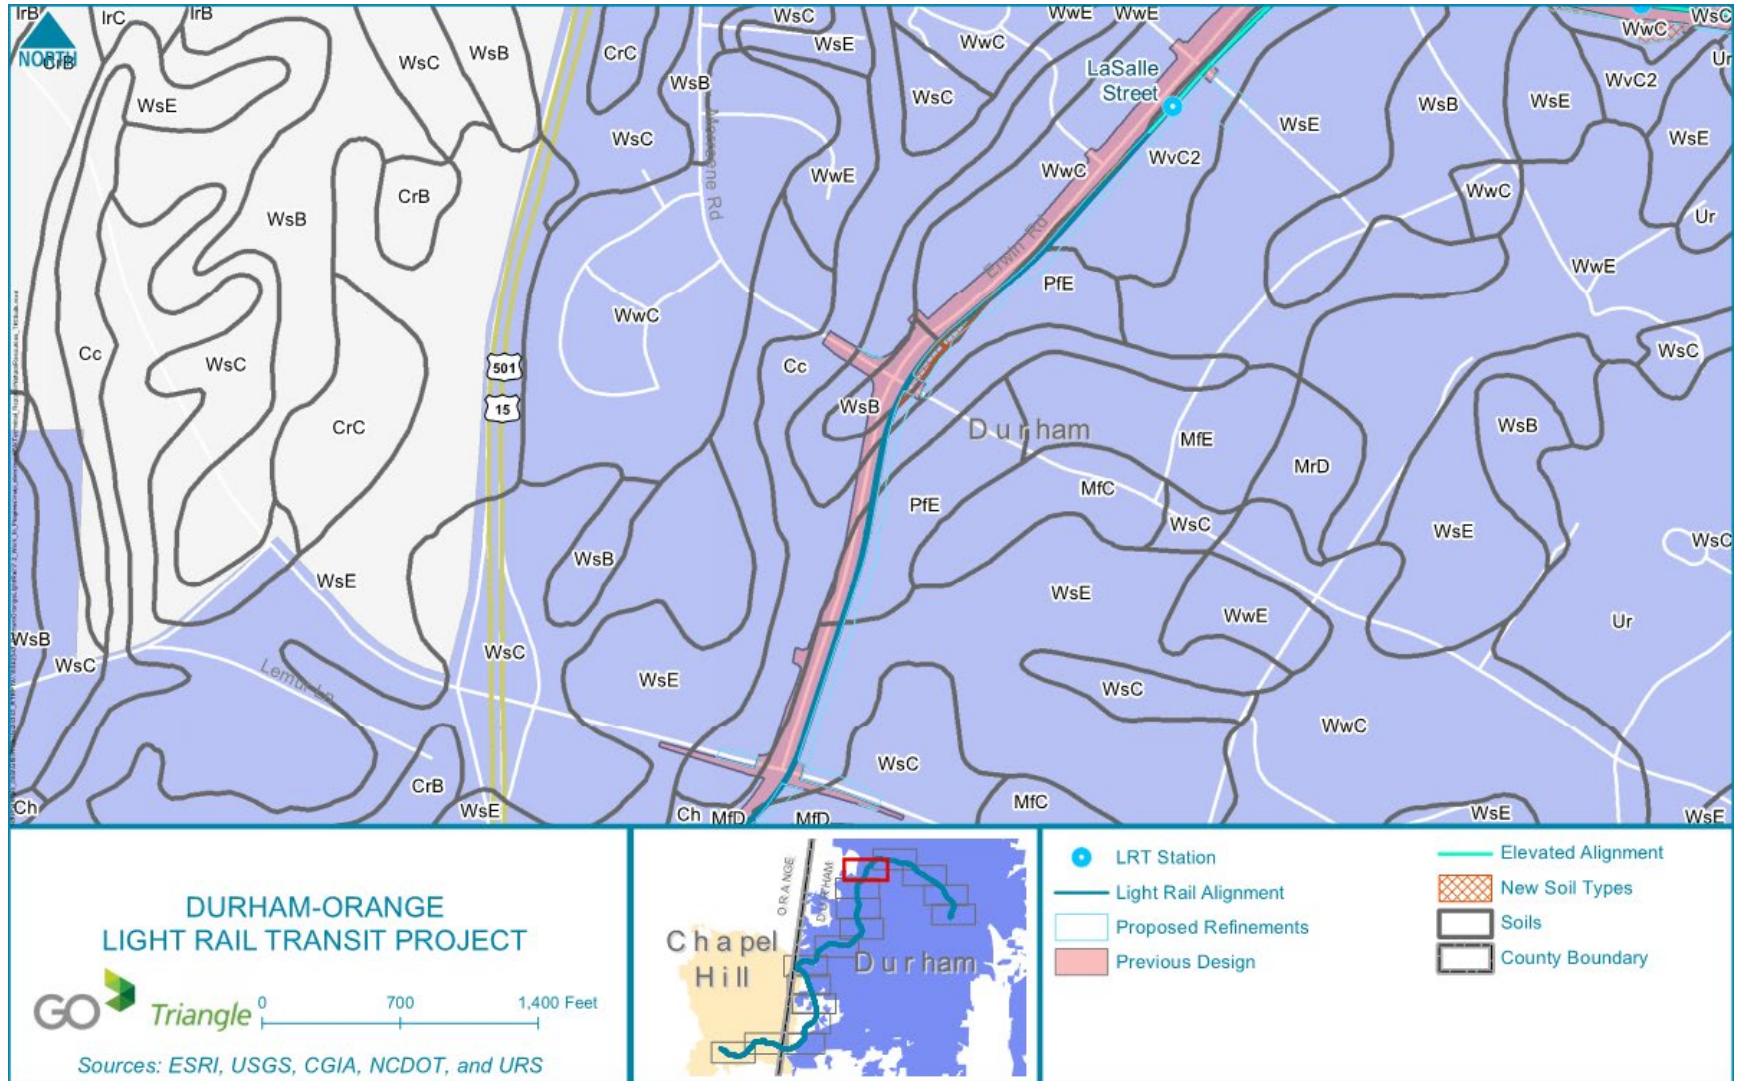 IrB
IrC
IrB
NORTH
CrB
WsE
WsC
WsB
CrC
WsB
WsC
WsE
WwE
WwE
WwC
WsC
WwC
Ur
LaSalle
Street
WsC
WwE
WsC
WwC
WvC2
WsE
WsB
WsE
WvC2
WsE
WwC
Ur
WwE
CrB
WsB
Erwin Rd
PfE
WwC
501
15
Cc
WsC
CrC
Cc
WsB
Durham
MfE
MrD
WsB
WsC
PfE
MfC
WsC
WsE
WsC
WsB
WsE
WsE
WwE
Ur
WsB
WsC
Lemur Ln
WsC
WsE
WsC
WwC
WsC
CrB
WsE
Ch
Ch
MfD
MfD
MfC
WsE
WsE
DURHAM-ORANGE
LIGHT RAIL TRANSIT PROJECT
GO Triangle
0 700 1,400 Feet
Sources: ESRI, USGS, CGIA, NCDOT, and URS
ORANGE
DURHAM
Chapel
Hill
Durham
LRT Station
Light Rail Alignment
Proposed Refinements
Previous Design
Elevated Alignment
New Soil Types
Soils
County Boundary